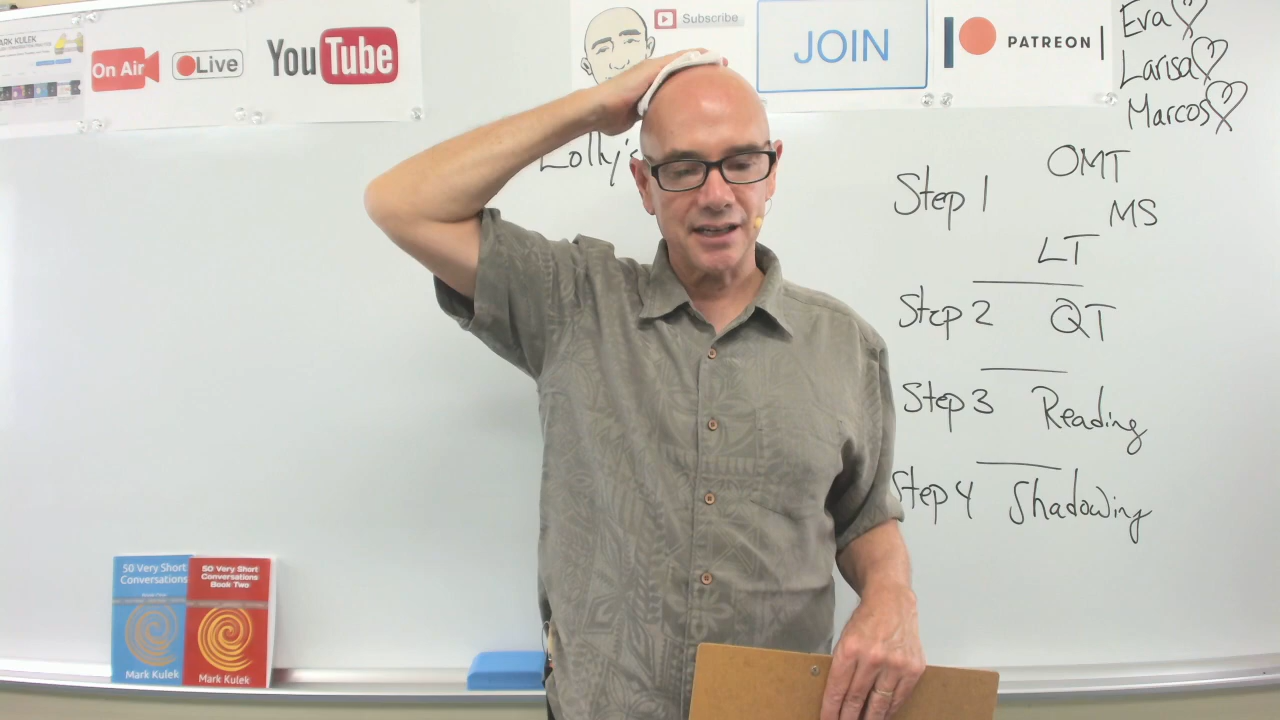 MARK KULEK
On Air
Live
YouTube
Subscribe
JOIN
PATREON
Eva
Larisa
Marcos
Lolly's
Step 1 OMT
MS
LT
Step 2 QT
Step 3 Reading
Step 4 Shadowing
50 Very Short
Conversations
Mark Kulek
50 Very Short
Conversations
Book Two
Mark Kulek